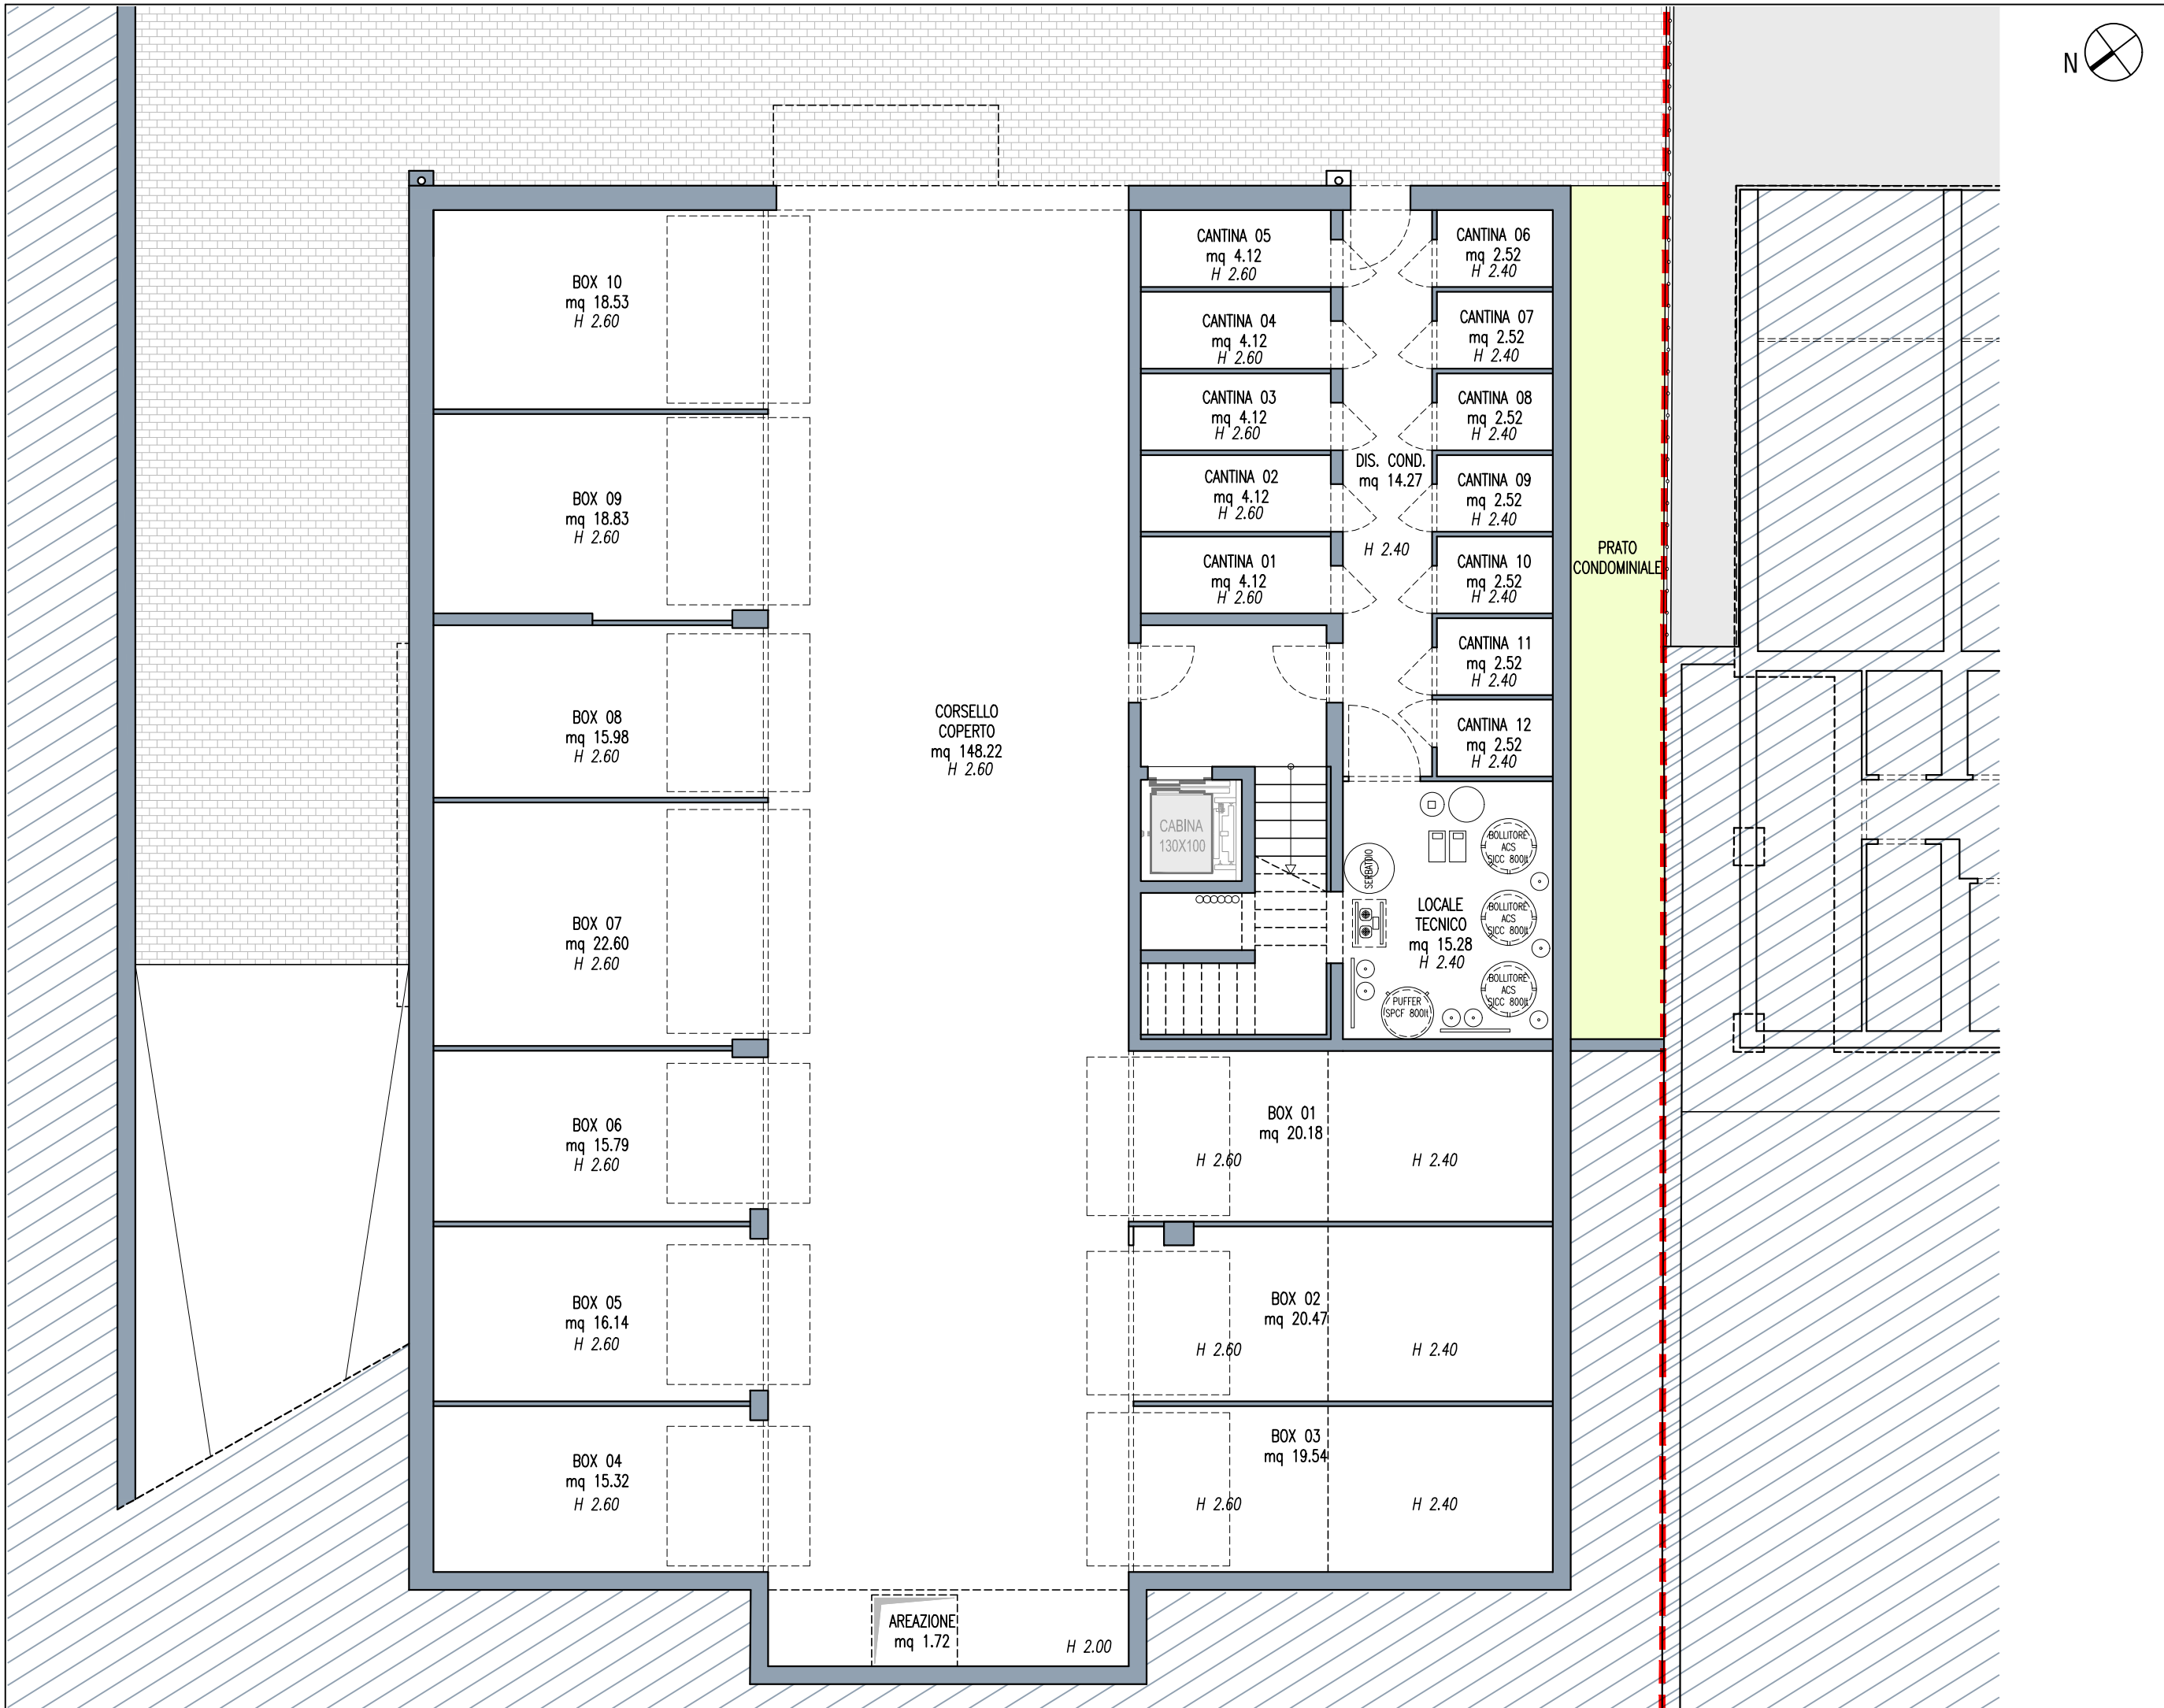 N
BOX 10
mq 18.53
H 2.60
BOX 09
mq 18.83
H 2.60
BOX 08
mq 15.98
H 2.60
BOX 07
mq 22.60
H 2.60
BOX 06
mq 15.79
H 2.60
BOX 05
mq 16.14
H 2.60
BOX 04
mq 15.32
H 2.60
CORSELLO
COPERTO
mq 148.22
H 2.60
CANTINA 05
mq 4.12
H 2.60
CANTINA 04
mq 4.12
H 2.60
CANTINA 03
mq 4.12
H 2.60
CANTINA 02
mq 4.12
H 2.60
CANTINA 01
mq 4.12
H 2.60
DIS. COND.
mq 14.27
H 2.40
CANTINA 06
mq 2.52
H 2.40
CANTINA 07
mq 2.52
H 2.40
CANTINA 08
mq 2.52
H 2.40
CANTINA 09
mq 2.52
H 2.40
CANTINA 10
mq 2.52
H 2.40
CANTINA 11
mq 2.52
H 2.40
CANTINA 12
mq 2.52
H 2.40
PRATO
CONDOMINIALE
CABINA
130X100
SERBATOIO
BOLLITORE
ACS
SICC 800lt
BOLLITORE
ACS
SICC 800lt
BOLLITORE
ACS
SICC 800lt
LOCALE
TECNICO
mq 15.28
H 2.40
PUFFER
SPCF 800lt
BOX 01
mq 20.18
H 2.60
H 2.40
BOX 02
mq 20.47
H 2.60
H 2.40
BOX 03
mq 19.54
H 2.60
H 2.40
AREAZIONE
mq 1.72
H 2.00